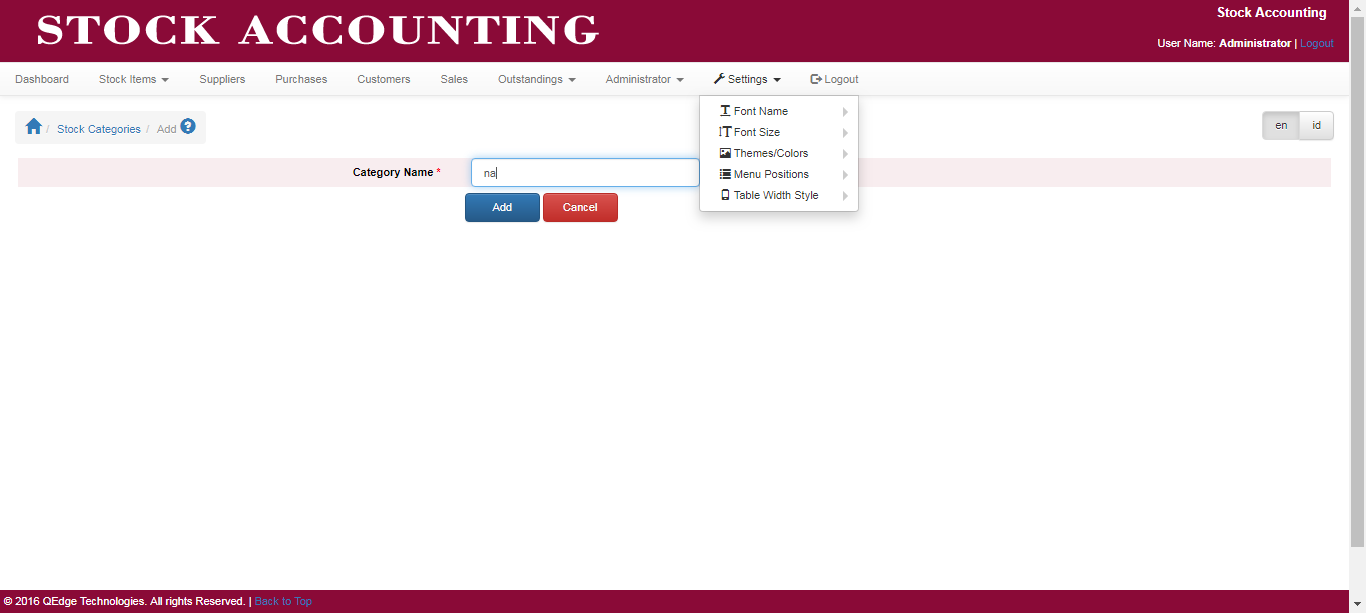 STOCK ACCOUNTING
Stock Accounting
User Name: Administrator | Logout
Dashboard Stock Items Suppliers Purchases Customers Sales Outstandings Administrator Settings Logout
Font Name
Font Size
Themes/Colors
Menu Positions
Table Width Style
/ Stock Categories / Add ?
en id
Category Name * na
Add Cancel
© 2016 QEdge Technologies. All rights Reserved. | Back to Top